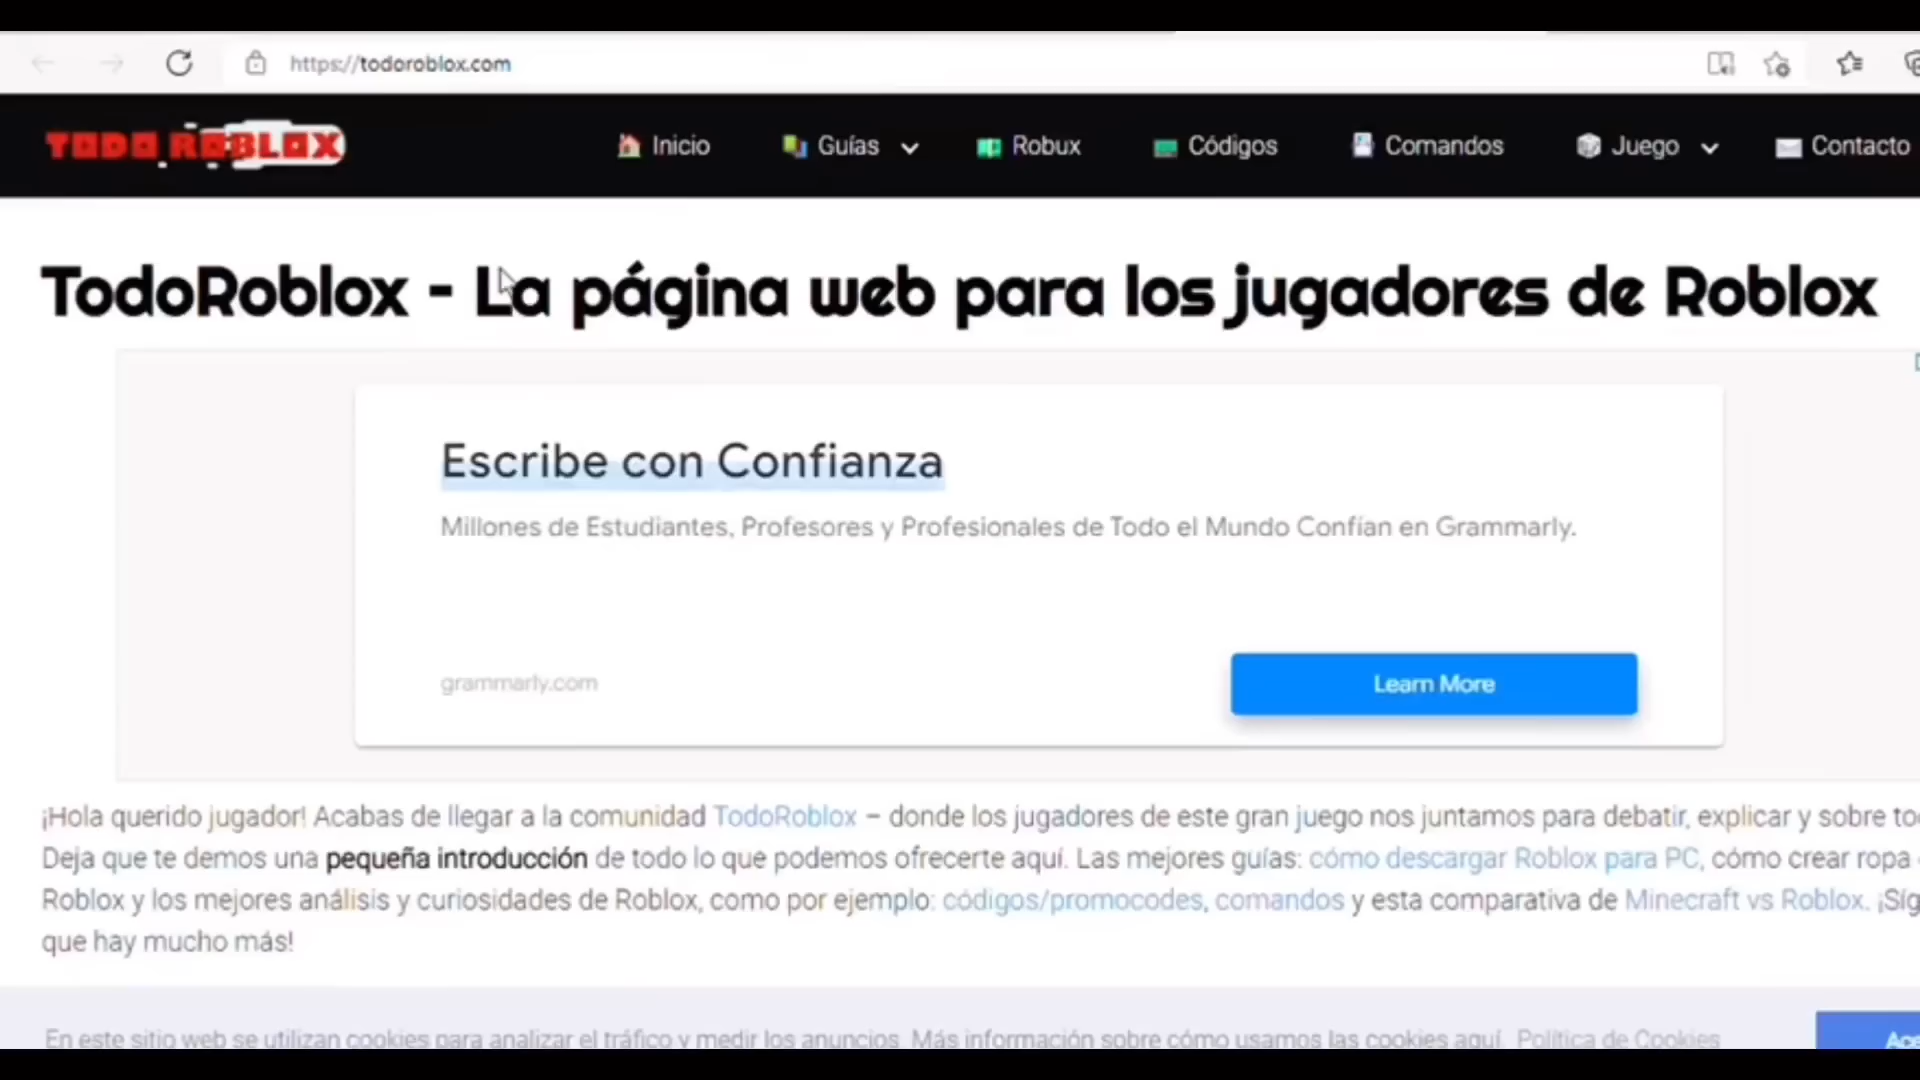 https://todoroblox.com
TODO ROBLOX
Inicio
Guías
Robux
Códigos
Comandos
Juego
Contacto
TodoRoblox - La página web para los jugadores de Roblox
Escribe con Confianza
Millones de Estudiantes, Profesores y Profesionales de Todo el Mundo Confían en Grammarly.
grammarly.com
Learn More
¡Hola querido jugador! Acabas de llegar a la comunidad TodoRoblox – donde los jugadores de este gran juego nos juntamos para debatir, explicar y sobre
Deja que te demos una pequeña introducción de todo lo que podemos ofrecerte aquí. Las mejores guías: cómo descargar Roblox para PC, cómo crear ropa
Roblox y los mejores análisis y curiosidades de Roblox, como por ejemplo: códigos/promocodes, comandos y esta comparativa de Minecraft vs Roblox.
que hay mucho más!
En este sitio web se utilizan cookies para analizar el tráfico y medir los anuncios. Más información sobre cómo usamos las cookies aquí. Política de Cookies